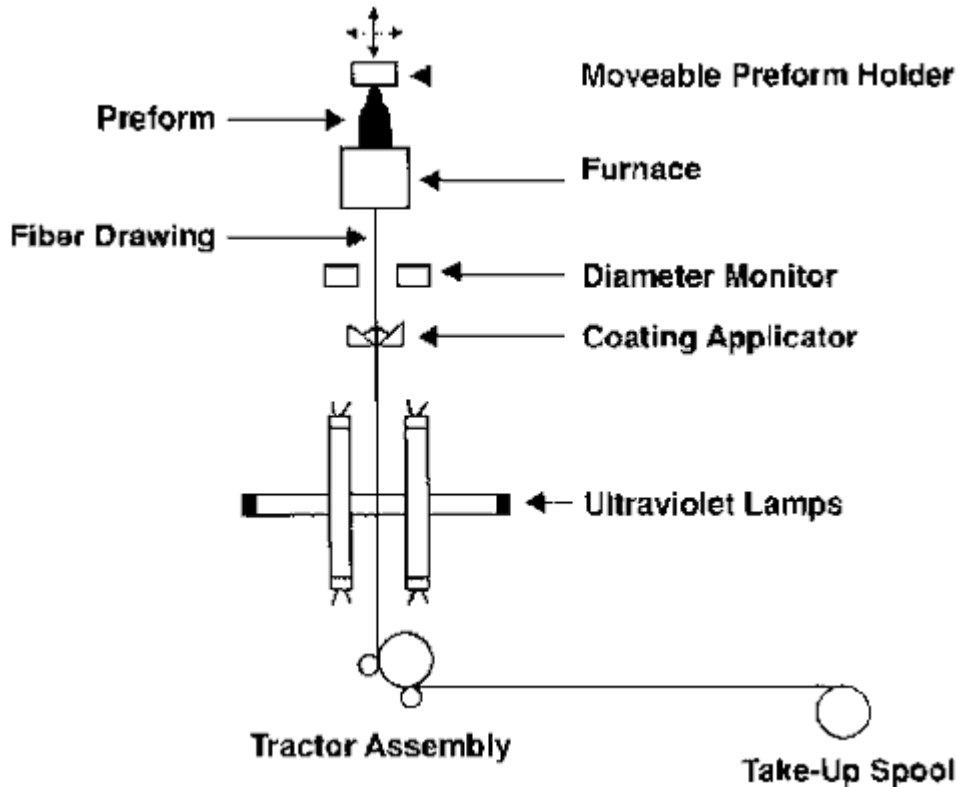 Moveable Preform Holder
Preform
Furnace
Fiber Drawing
Diameter Monitor
Coating Applicator
Ultraviolet Lamps
Tractor Assembly
Take-Up Spool